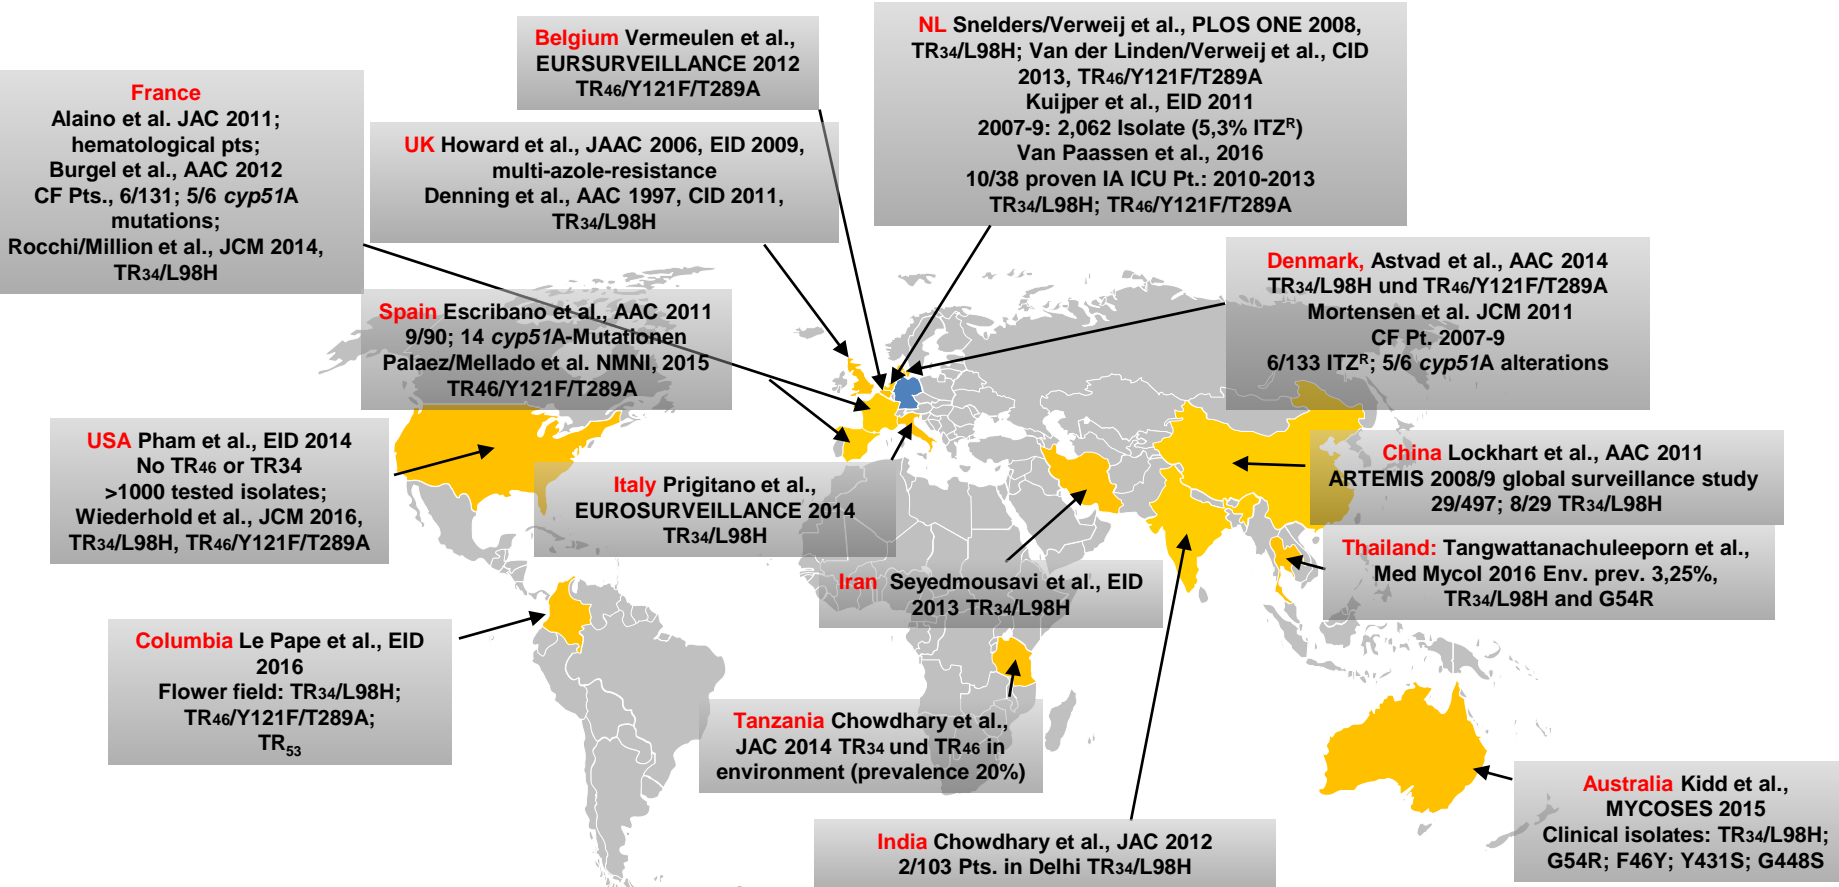 Belgium Vermeulen et al.,
EURSURVEILLANCE 2012
TR46/Y121F/T289A
NL Snelders/Verweij et al., PLOS ONE 2008,
TR34/L98H; Van der Linden/Verweij et al., CID
2013, TR46/Y121F/T289A
Kuijper et al., EID 2011
2007-9: 2,062 Isolate (5,3% ITZR)
Van Paassen et al., 2016
10/38 proven IA ICU Pt.: 2010-2013
TR34/L98H; TR46/Y121F/T289A
France
Alaino et al. JAC 2011;
hematological pts;
Burgel et al., AAC 2012
CF Pts., 6/131; 5/6 cyp51A
mutations;
Rocchi/Million et al., JCM 2014,
TR34/L98H
UK Howard et al., JAAC 2006, EID 2009,
multi-azole-resistance
Denning et al., AAC 1997, CID 2011,
TR34/L98H
Denmark, Astvad et al., AAC 2014
TR34/L98H und TR46/Y121F/T289A
Mortensen et al. JCM 2011
CF Pt. 2007-9
6/133 ITZR; 5/6 cyp51A alterations
Spain Escribano et al., AAC 2011
9/90; 14 cyp51A-Mutationen
Palaez/Mellado et al. NMNI, 2015
TR46/Y121F/T289A
USA Pham et al., EID 2014
No TR46 or TR34
>1000 tested isolates;
Wiederhold et al., JCM 2016,
TR34/L98H, TR46/Y121F/T289A
Italy Prigitano et al.,
EUROSURVEILLANCE 2014
TR34/L98H
China Lockhart et al., AAC 2011
ARTEMIS 2008/9 global surveillance study
29/497; 8/29 TR34/L98H
Thailand: Tangwattanachuleeporn et al.,
Med Mycol 2016 Env. prev. 3,25%,
TR34/L98H and G54R
Iran Seyedmousavi et al., EID
2013 TR34/L98H
Columbia Le Pape et al., EID
2016
Flower field: TR34/L98H;
TR46/Y121F/T289A;
TR53
Tanzania Chowdhary et al.,
JAC 2014 TR34 und TR46 in
environment (prevalence 20%)
Australia Kidd et al.,
MYCOSES 2015
Clinical isolates: TR34/L98H;
G54R; F46Y; Y431S; G448S
India Chowdhary et al., JAC 2012
2/103 Pts. in Delhi TR34/L98H